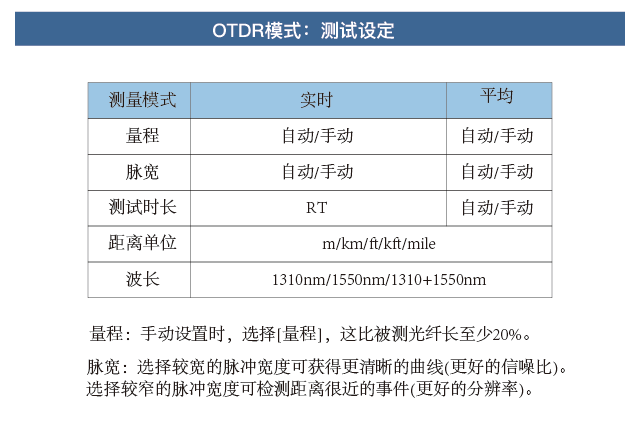 OTDR模式：测试设定
测量模式 实时 平均
量程 自动/手动 自动/手动
脉宽 自动/手动 自动/手动
测试时长 RT 自动/手动
距离单位 m/km/ft/kft/mile
波长 1310nm/1550nm/1310+1550nm
量程：手动设置时，选择[量程]，这比被测光纤长至少20%。
脉宽：选择较宽的脉冲宽度可获得更清晰的曲线(更好的信噪比)。
选择较窄的脉冲宽度可检测距离很近的事件(更好的分辨率)。